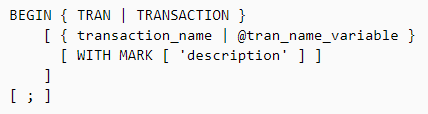 BEGIN { TRAN | TRANSACTION }
    [ { transaction_name | @tran_name_variable }
      [ WITH MARK [ 'description' ] ]
    ]
[ ; ]